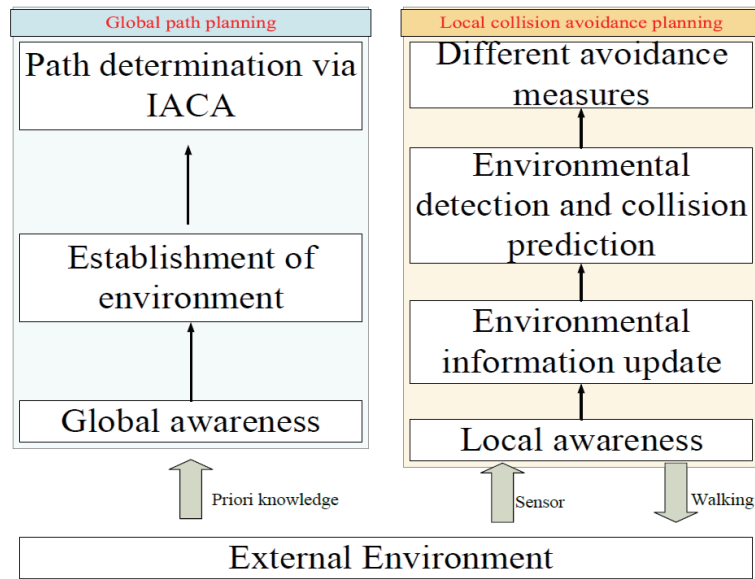 Global path planning
Path determination via
IACA
Establishment of
environment
Global awareness
Local collision avoidance planning
Different avoidance
measures
Environmental
detection and collision
prediction
Environmental
information update
Local awareness
Priori knowledge
Sensor
Walking
External Environment